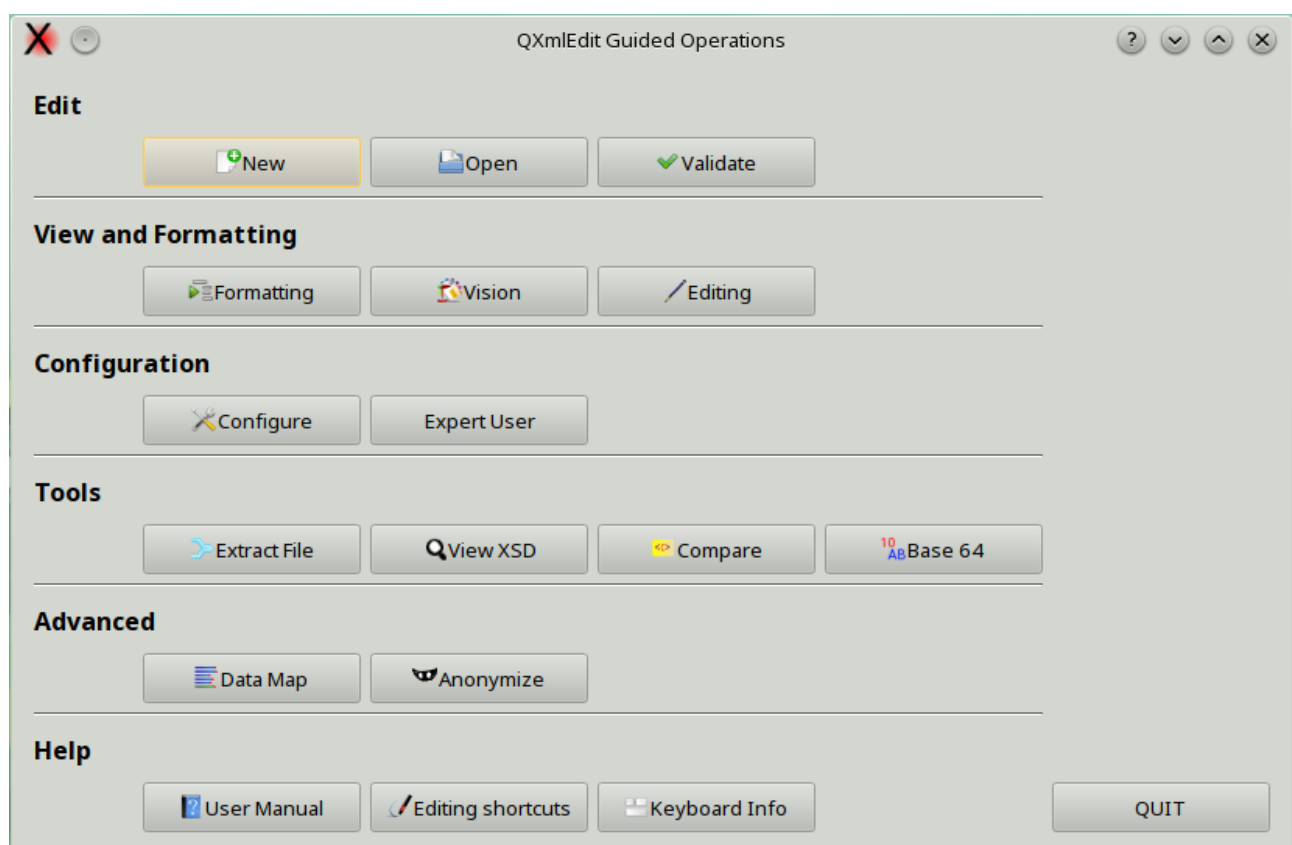 QXmlEdit Guided Operations
Edit
New Open Validate
View and Formatting
Formatting Vision Editing
Configuration
Configure Expert User
Tools
Extract File View XSD Compare 10 AB Base 64
Advanced
Data Map Anonymize
Help
User Manual Editing shortcuts Keyboard Info QUIT